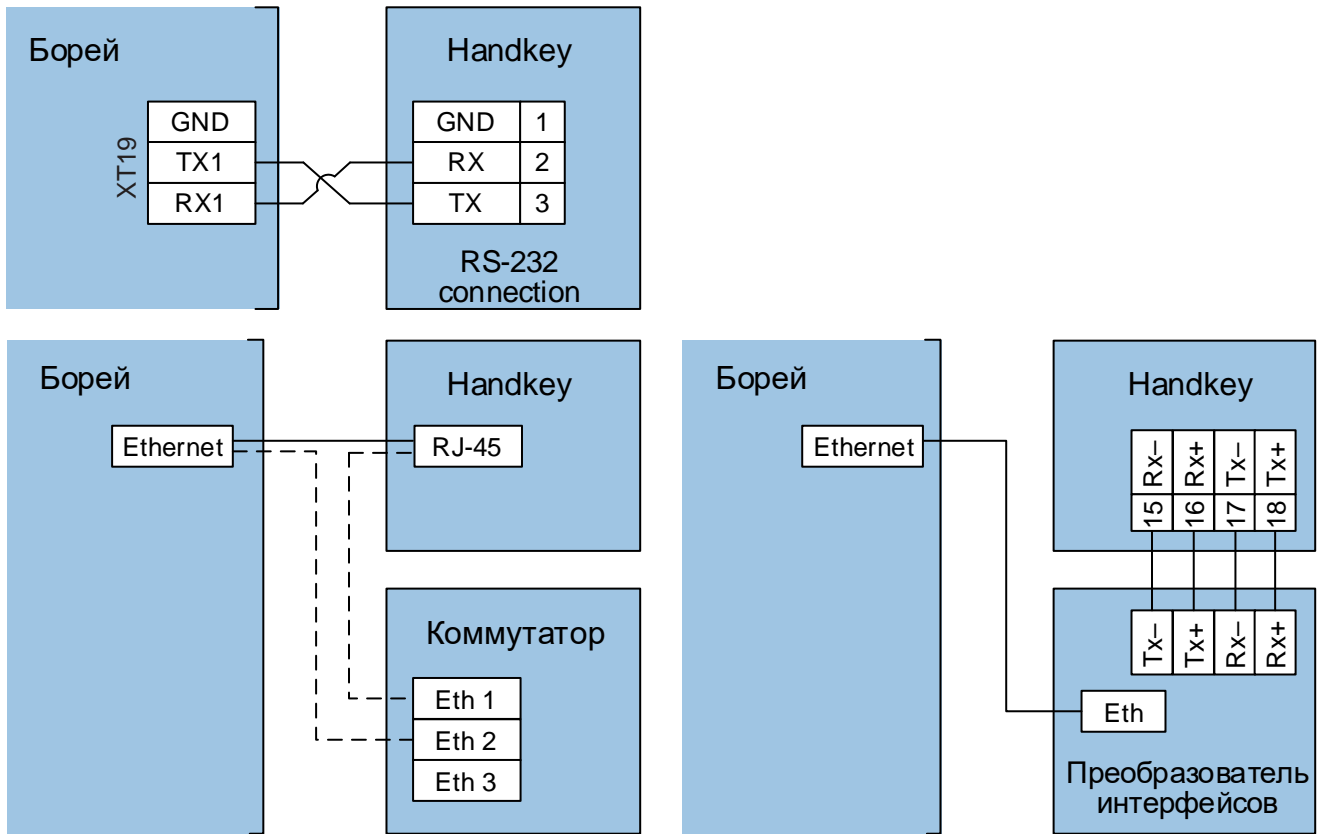 Борей
Handkey
XT19
GND
TX1
RX1
GND 1
RX 2
TX 3
RS-232
connection
Борей
Ethernet
Handkey
RJ-45
Коммутатор
Eth 1
Eth 2
Eth 3
Борей
Ethernet
Handkey
Rx– Rx+ Tx– Tx+
15 16 17 18
Tx– Tx+ Rx– Rx+
Eth
Преобразователь
интерфейсов